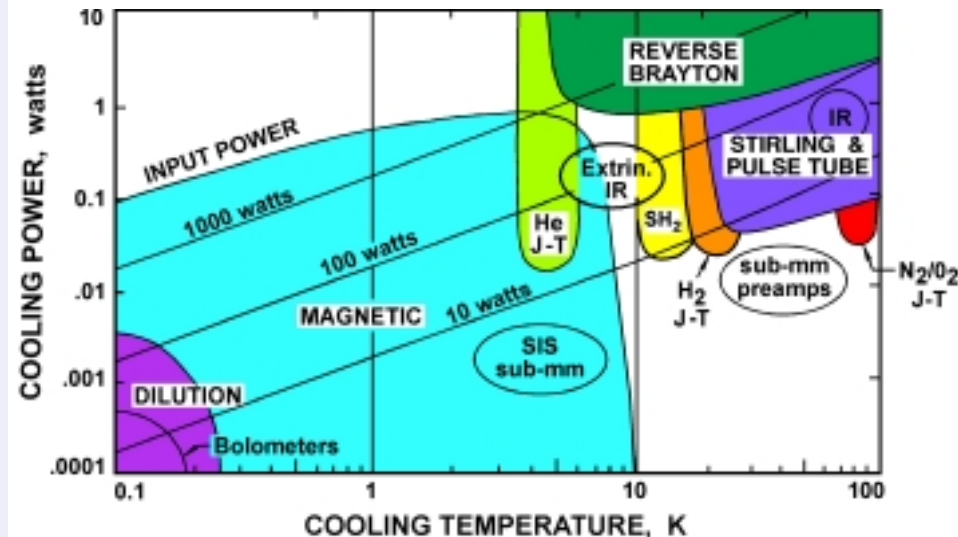 COOLING POWER, watts
10
1
0.1
.01
.001
.0001
INPUT POWER
1000 watts
100 watts
10 watts
REVERSE
BRAYTON
IR
STIRLING &
PULSE TUBE
Extrin.
IR
He
J-T
SH₂
H₂
J-T
sub-mm
preamps
N₂/0₂
J-T
MAGNETIC
SIS
sub-mm
DILUTION
Bolometers
0.1
1
10
100
COOLING TEMPERATURE, K